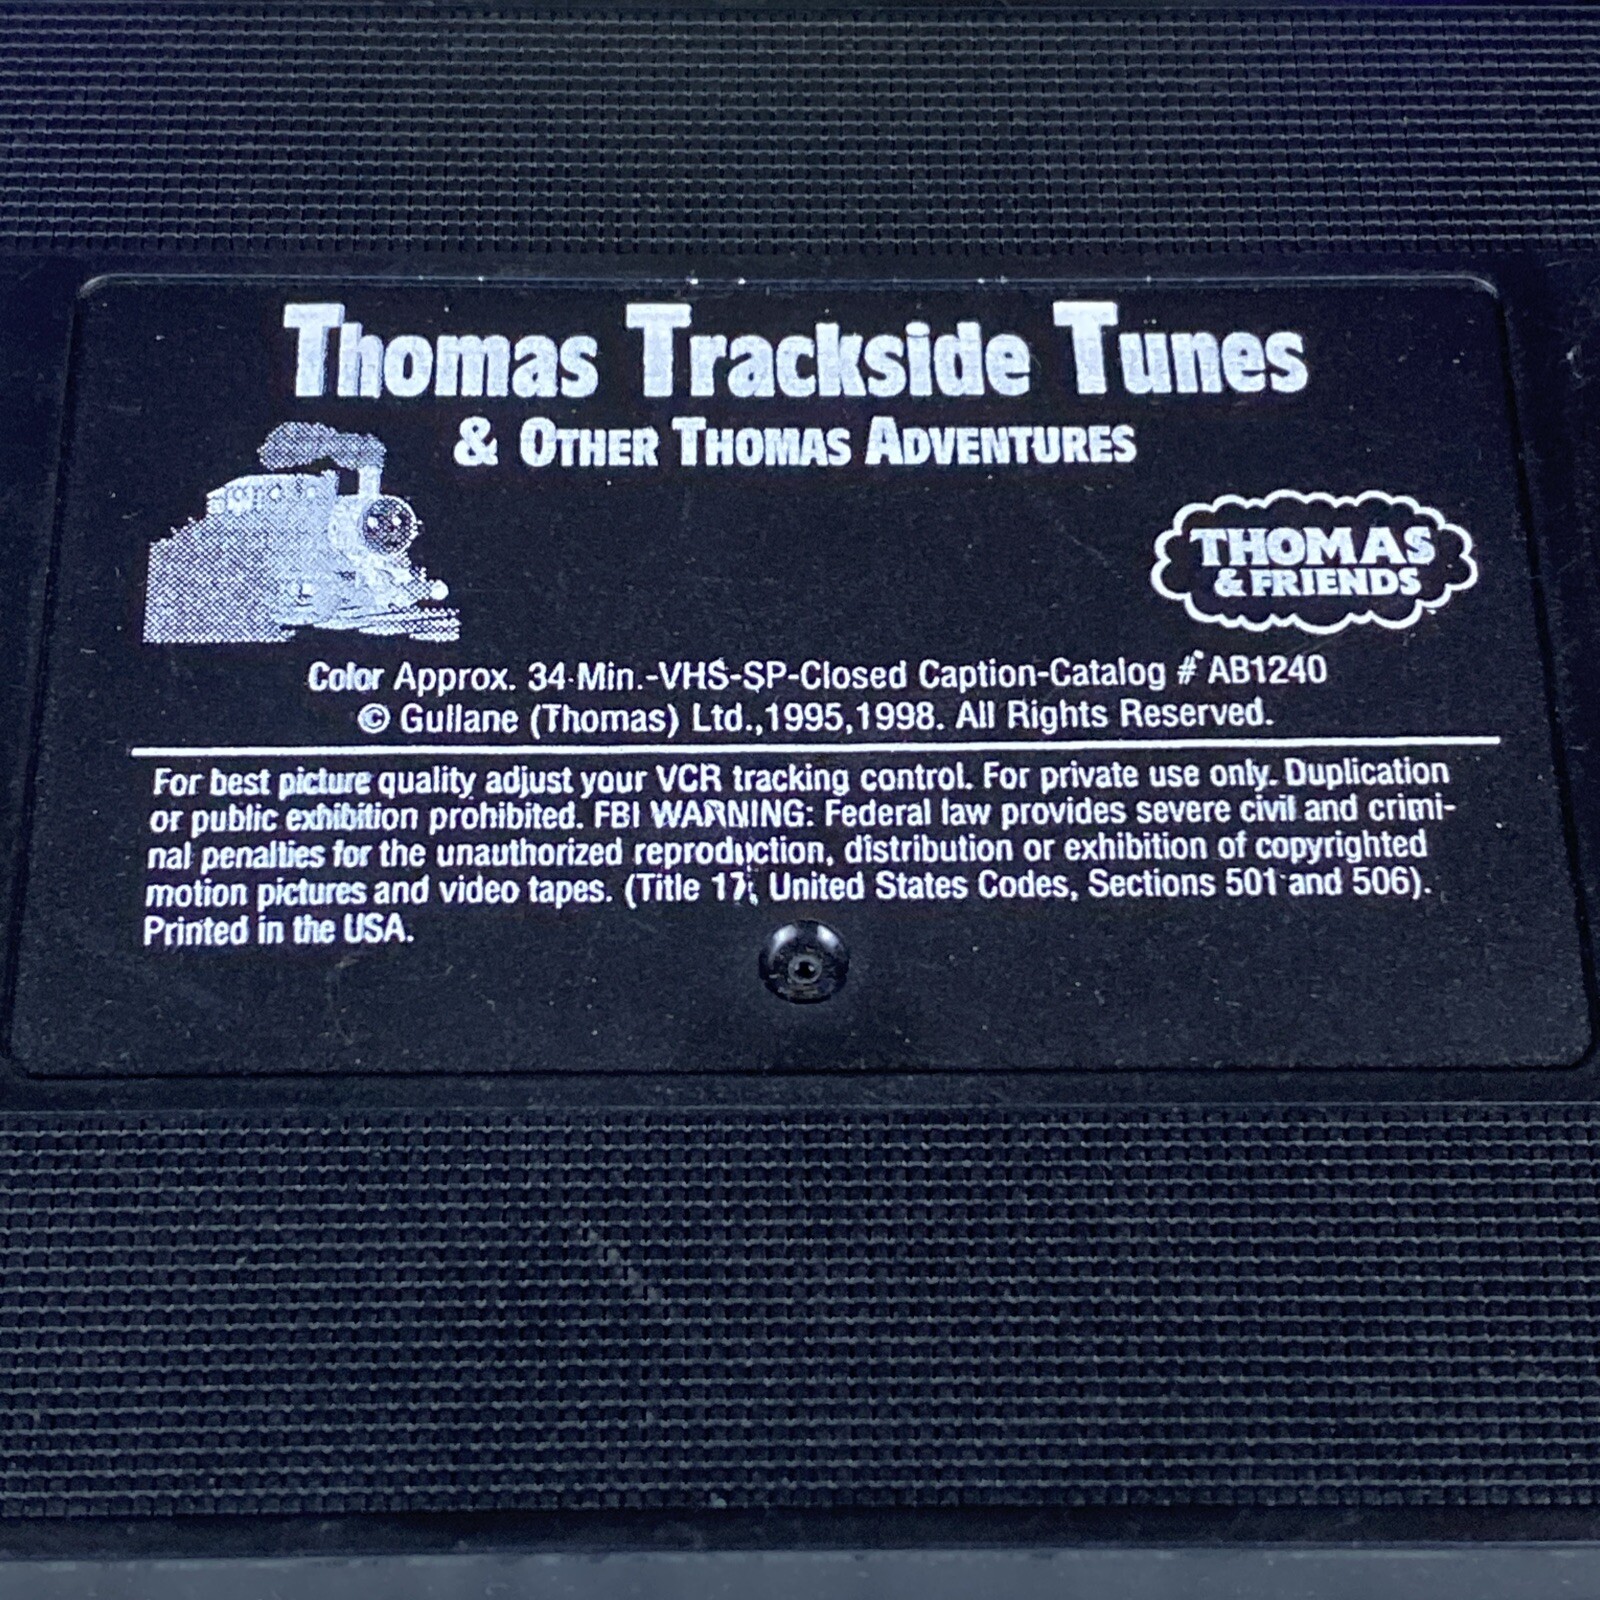 Thomas Trackside Tunes
& Other Thomas Adventures
THOMAS
& FRIENDS
Color Approx. 34 Min.-VHS-SP-Closed Caption-Catalog # AB1240
© Gullane (Thomas) Ltd.,1995,1998. All Rights Reserved.
For best picture quality adjust your VCR tracking control. For private use only. Duplication
or public exhibition prohibited. FBI WARNING: Federal law provides severe civil and crimi-
nal penalties for the unauthorized reproduction, distribution or exhibition of copyrighted
motion pictures and video tapes. (Title 17, United States Codes, Sections 501 and 506).
Printed in the USA.